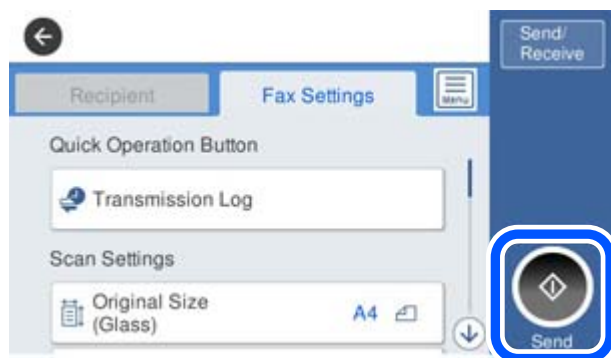 Send/
Receive
Recipient
Fax Settings
Menu
Quick Operation Button
Transmission Log
Scan Settings
Original Size
(Glass)
A4
Send